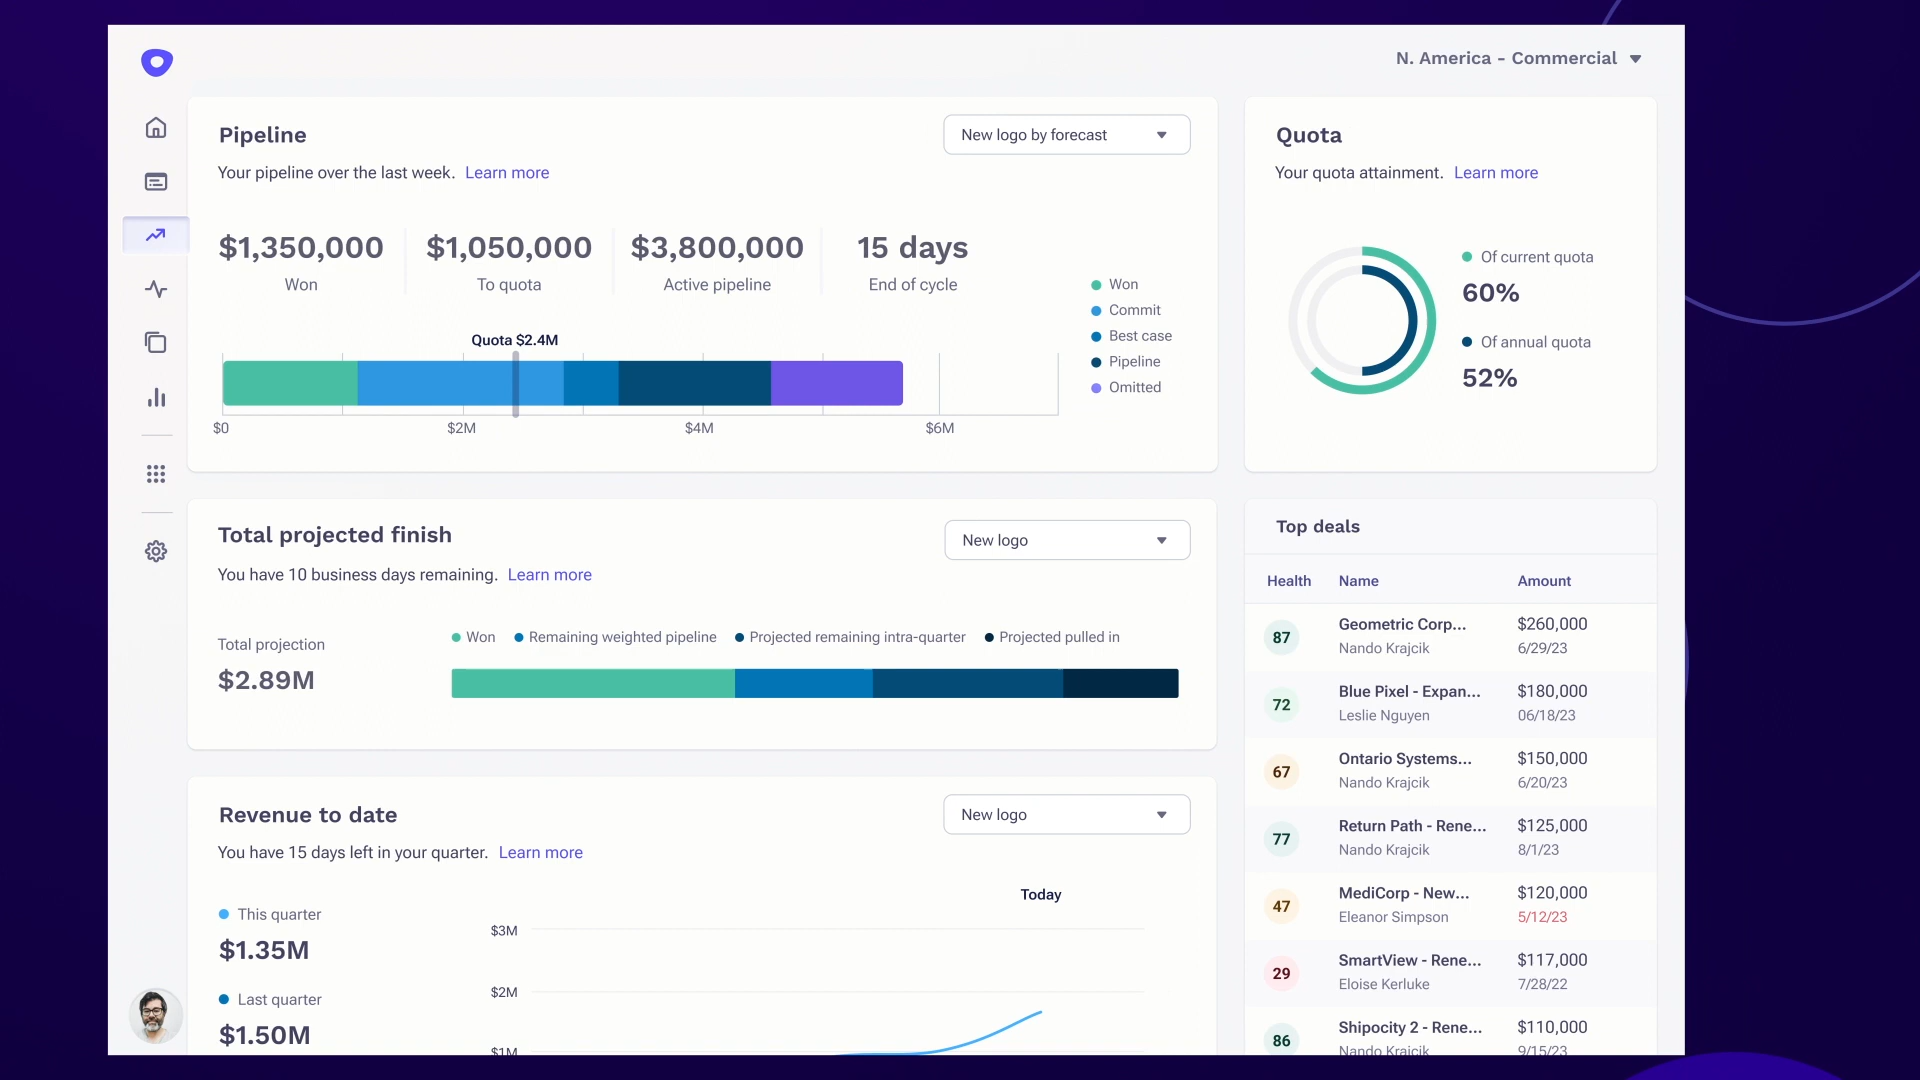 N. America - Commercial
Pipeline
New logo by forecast
Your pipeline over the last week. Learn more
$1,350,000
Won
$1,050,000
To quota
$3,800,000
Active pipeline
15 days
End of cycle
Quota $2.4M
$0
$2M
$4M
$6M
Won
Commit
Best case
Pipeline
Omitted
Quota
Your quota attainment. Learn more
Of current quota
60%
Of annual quota
52%
Total projected finish
New logo
You have 10 business days remaining. Learn more
Total projection
$2.89M
Won
Remaining weighted pipeline
Projected remaining intra-quarter
Projected pulled in
Revenue to date
New logo
You have 15 days left in your quarter. Learn more
This quarter
$1.35M
Last quarter
$1.50M
Today
$3M
$2M
$1M
Top deals
Health Name Amount
87 Geometric Corp... $260,000
Nando Krajcik 6/29/23
72 Blue Pixel - Expan... $180,000
Leslie Nguyen 06/18/23
67 Ontario Systems... $150,000
Nando Krajcik 6/20/23
77 Return Path - Rene... $125,000
Nando Krajcik 8/1/23
47 MediCorp - New... $120,000
Eleanor Simpson 5/12/23
29 SmartView - Rene... $117,000
Eloise Kerluke 7/28/22
86 Shipocity 2 - Rene... $110,000
Nando Krajcik 9/15/23